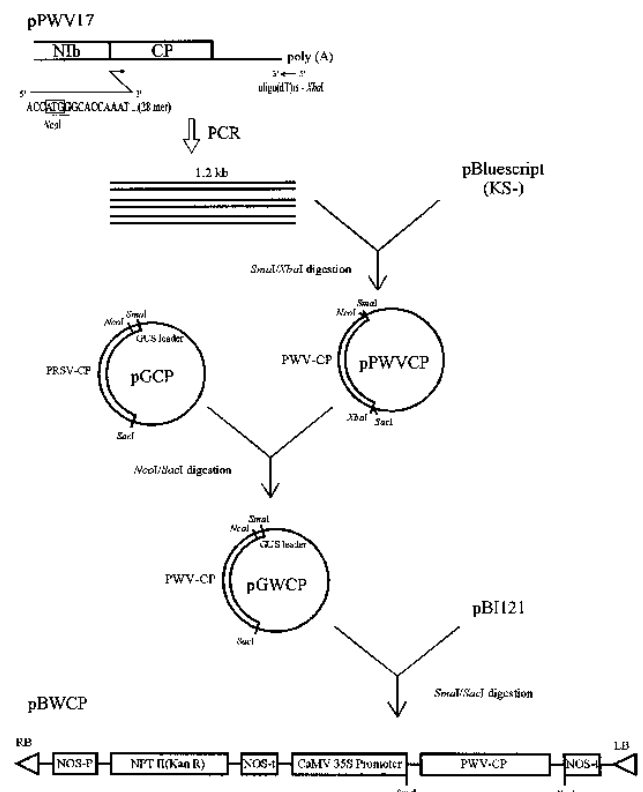 pPWV17
NIb CP
poly (A)
5' 3'
3' 5'
oligo(dT)15 - XbaI
ACCATGGGCACCAAAT...(28 mer)
NcoI
PCR
1.2 kb
pBluescript
(KS-)
SmaI/XbaI digestion
NcoI SmaI
GUS leader
PRSV-CP
pGCP
SacI
NcoI SmaI
PWV-CP
pPWVCP
XbaI SacI
NcoI/SacI digestion
NcoI SmaI
GUS leader
PWV-CP
pGWCP
SacI
pBI121
SmaI/SacI digestion
pBWCP
RB NOS-P NPT II(Kan R) NOS-t CaMV 35S Promoter PWV-CP NOS-t LB